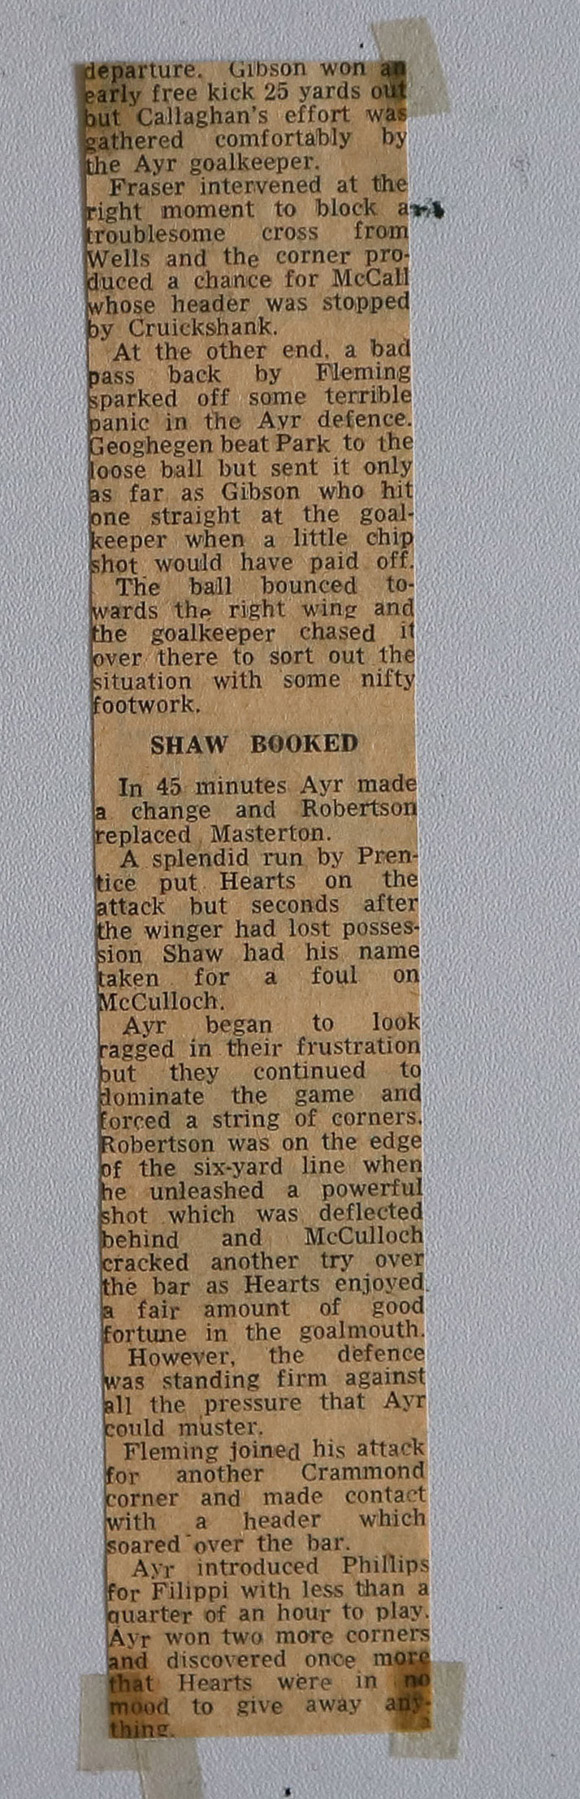 departure. Gibson won an
early free kick 25 yards out
but Callaghan's effort was
gathered comfortably by
the Ayr goalkeeper.
Fraser intervened at the
right moment to block a
troublesome cross from
Wells and the corner pro-
duced a chance for McCall
whose header was stopped
by Cruickshank.
At the other end, a bad
pass back by Fleming
sparked off some terrible
panic in the Ayr defence.
Geoghegen beat Park to the
loose ball but sent it only
as far as Gibson who hit
one straight at the goal-
keeper when a little chip
shot would have paid off.
The ball bounced to-
wards the right wing and
the goalkeeper chased it
over there to sort out the
situation with some nifty
footwork.
SHAW BOOKED
In 45 minutes Ayr made
a change and Robertson
replaced Masterton.
A splendid run by Pren-
tice put Hearts on the
attack but seconds after
the winger had lost posses-
sion Shaw had his name
taken for a foul on
McCulloch.
Ayr began to look
ragged in their frustration
but they continued to
dominate the game and
forced a string of corners.
Robertson was on the edge
of the six-yard line when
he unleashed a powerful
shot which was deflected
behind and McCulloch
cracked another try over
the bar as Hearts enjoyed
a fair amount of good
fortune in the goalmouth.
However, the defence
was standing firm against
all the pressure that Ayr
could muster.
Fleming joined his attack
for another Crammond
corner and made contact
with a header which
soared over the bar.
Ayr introduced Phillips
for Filippi with less than a
quarter of an hour to play.
Ayr won two more corners
and discovered once more
that Hearts were in no
mood to give away any-
thing.